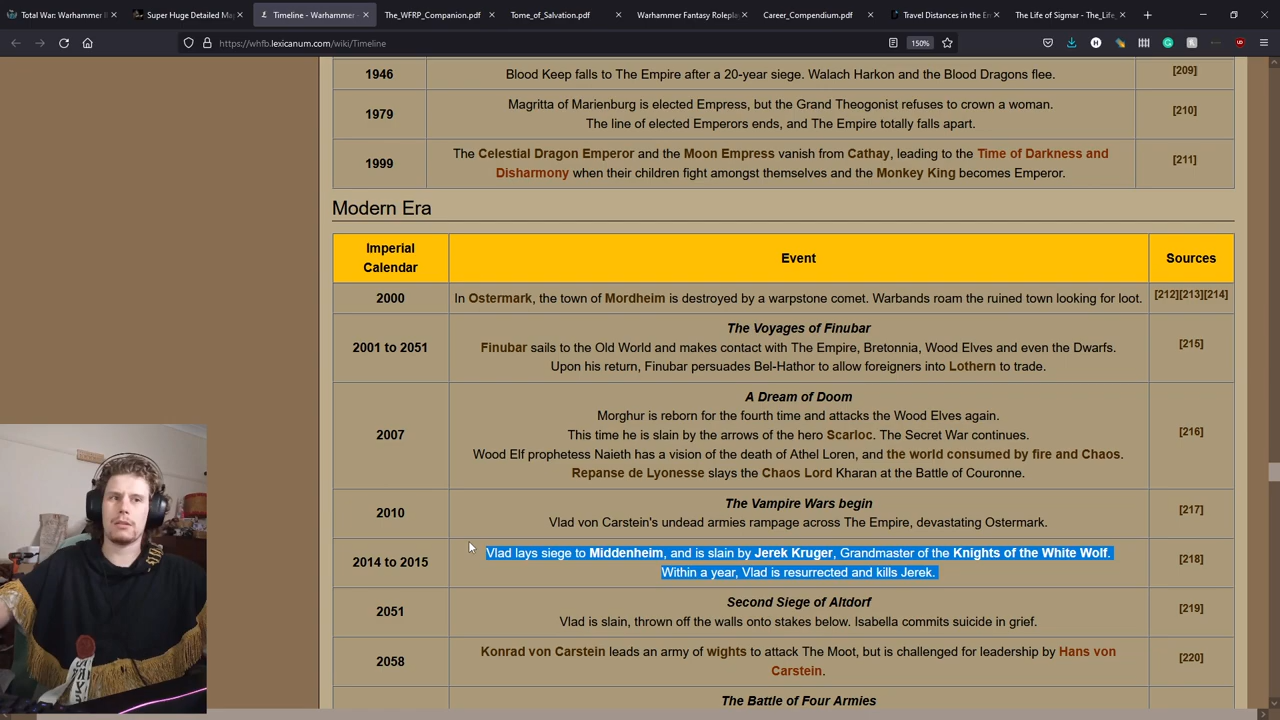 Total War: Warhammer
Super Huge Detailed Ma
Timeline - Warhammer -
The_WFRP_Companion.pdf
Tome_of_Salvation.pdf
Warhammer Fantasy Roleplay
Career_Compendium.pdf
Travel Distances in the Em
The Life of Sigmar - The_Life_
https://whfb.lexicanum.com/wiki/Timeline
150%
1946 Blood Keep falls to The Empire after a 20-year siege. Walach Harkon and the Blood Dragons flee. [209]
1979 Magritta of Marienburg is elected Empress, but the Grand Theogonist refuses to crown a woman. [210]
The line of elected Emperors ends, and The Empire totally falls apart.
1999 The Celestial Dragon Emperor and the Moon Empress vanish from Cathay, leading to the Time of Darkness and [211]
Disharmony when their children fight amongst themselves and the Monkey King becomes Emperor.
Modern Era
Imperial
Calendar Event Sources
2000 In Ostermark, the town of Mordheim is destroyed by a warpstone comet. Warbands roam the ruined town looking for loot. [212][213][214]
The Voyages of Finubar
2001 to 2051 Finubar sails to the Old World and makes contact with The Empire, Bretonnia, Wood Elves and even the Dwarfs. [215]
Upon his return, Finubar persuades Bel-Hathor to allow foreigners into Lothern to trade.
A Dream of Doom
Morghur is reborn for the fourth time and attacks the Wood Elves again.
2007 This time he is slain by the arrows of the hero Scarloc. The Secret War continues. [216]
Wood Elf prophetess Naieth has a vision of the death of Athel Loren, and the world consumed by fire and Chaos.
Repanse de Lyonesse slays the Chaos Lord Kharan at the Battle of Couronne.
The Vampire Wars begin
2010 Vlad von Carstein's undead armies rampage across The Empire, devastating Ostermark. [217]
2014 to 2015 Vlad lays siege to Middenheim, and is slain by Jerek Kruger, Grandmaster of the Knights of the White Wolf. [218]
Within a year, Vlad is resurrected and kills Jerek.
Second Siege of Altdorf
2051 Vlad is slain, thrown off the walls onto stakes below. Isabella commits suicide in grief. [219]
2058 Konrad von Carstein leads an army of wights to attack The Moot, but is challenged for leadership by Hans von [220]
Carstein.
The Battle of Four Armies